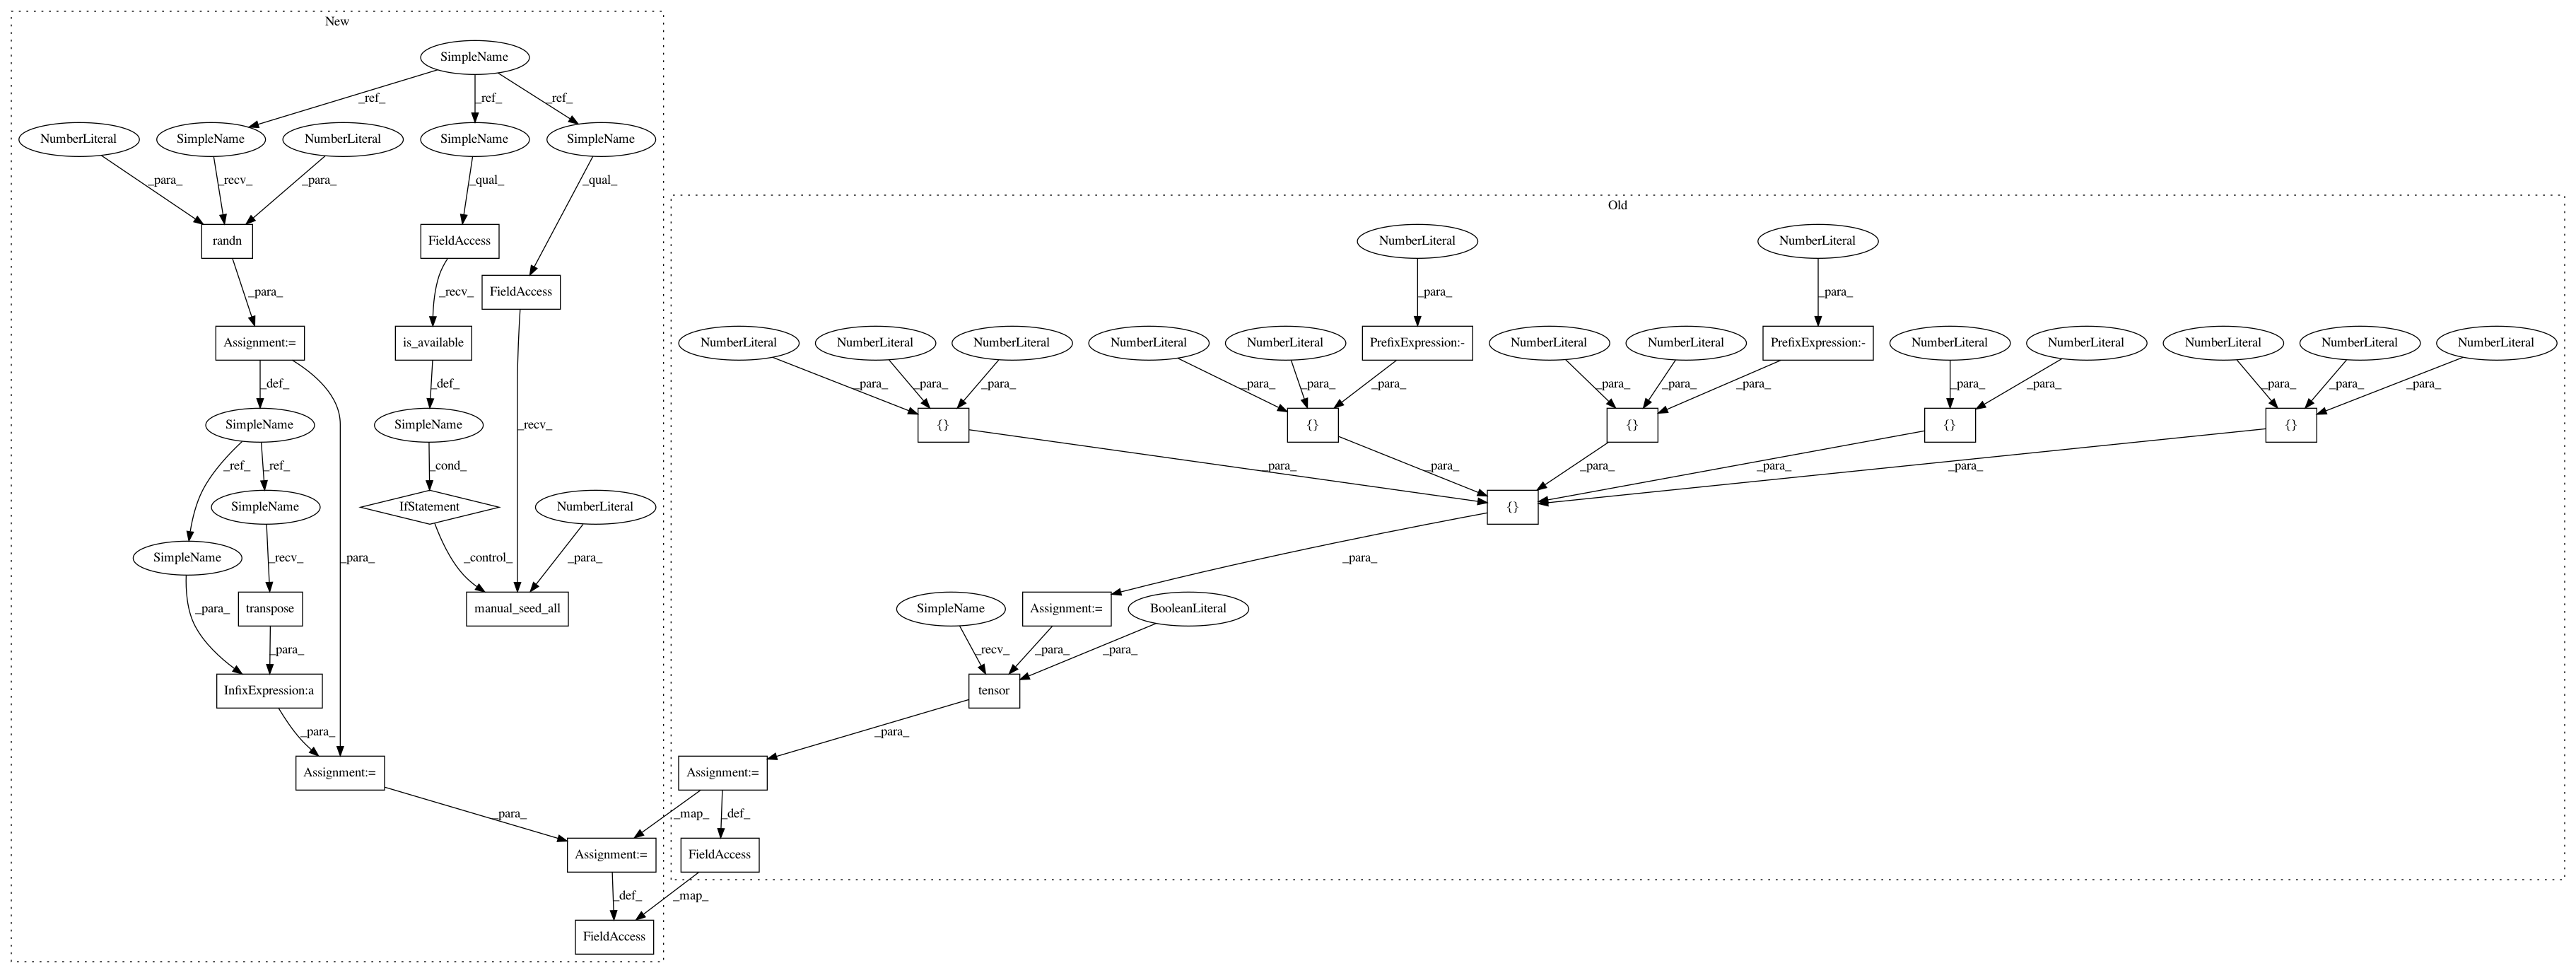 New
SimpleName
_ref_ _ref_ _ref_
NumberLiteral SimpleName NumberLiteral SimpleName SimpleName
_para_ _recv_ _para_ _qual_ _qual_
Old
randn FieldAccess NumberLiteral NumberLiteral
FieldAccess
_para_ _recv_ _para_ _para_
Assignment:= is_available NumberLiteral NumberLiteral NumberLiteral NumberLiteral NumberLiteral PrefixExpression:- NumberLiteral NumberLiteral PrefixExpression:- NumberLiteral NumberLiteral NumberLiteral NumberLiteral NumberLiteral
_def_ _def_ _para_ _para_ _para_ _para_ _para_ _para_ _para_ _para_ _para_ _para_ _para_ _para_ _para_ _para_
SimpleName SimpleName _recv_ {} {} {} {} {}
_ref_ _ref_ _cond_ _para_ _para_ _para_ _para_ _para_
SimpleName IfStatement NumberLiteral {}
SimpleName _recv_ _para_ _control_ _para_ _para_
_para_ transpose manual_seed_all SimpleName Assignment:= BooleanLiteral
_para_ _recv_ _para_ _para_
InfixExpression:a tensor
_para_ _para_
Assignment:= Assignment:=
_para_ _map_ _def_
Assignment:= FieldAccess
_def_ _map_
FieldAccess